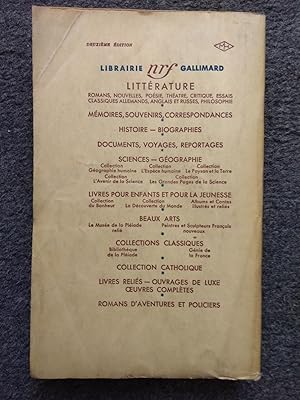 DEUXIÈME ÉDITION
LIBRAIRIE nrf GALLIMARD
LITTÉRATURE
ROMANS, NOUVELLES, POÉSIE, THÉATRE, CRITIQUE, ESSAIS
CLASSIQUES ALLEMANDS, ANGLAIS ET RUSSES, PHILOSOPHIE
MÉMOIRES, SOUVENIRS, CORRESPONDANCES
HISTOIRE — BIOGRAPHIES
DOCUMENTS, VOYAGES, REPORTAGES
SCIENCES — GÉOGRAPHIE
Collection Collection Collection
Géographie humaine L'Espèce humaine Le Paysan et la Terre
Collection Collection
L'Avenir de la Science Les Grandes Pages de la Science
LIVRES POUR ENFANTS ET POUR LA JEUNESSE
Collection Collection Albums et Contes
du Bonheur La Découverte du Monde illustrés et reliés
BEAUX ARTS
Le Musée de la Pléiade Peintres et Sculpteurs Français
relié nouveaux
COLLECTIONS CLASSIQUES
Bibliothèque Génie de
de la Pléiade la France
COLLECTION CATHOLIQUE
LIVRES RELIÉS — OUVRAGES DE LUXE
ŒUVRES COMPLÈTES
ROMANS D'AVENTURES ET POLICIERS